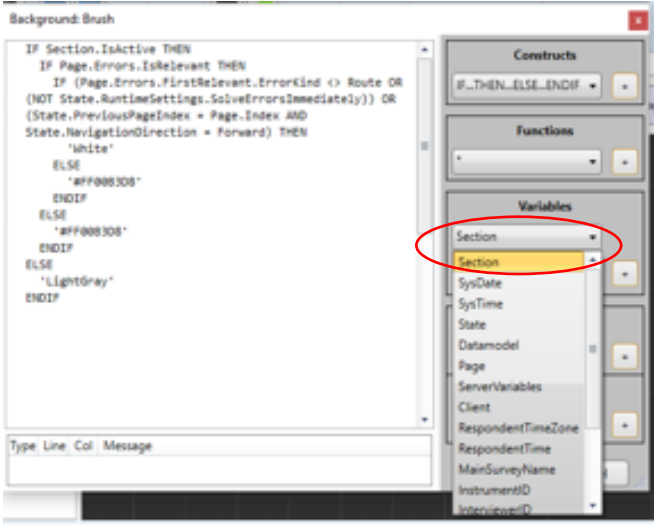 Background: Brush
IF Section.IsActive THEN
IF Page.Errors.IsRelevant THEN
IF (Page.Errors.FirstRelevant.ErrorKind <> Route OR
(NOT State.RuntimeSettings.SolveErrorsImmediately)) OR
(State.PreviousPageIndex = Page.Index AND
State.NavigationDirection = Forward) THEN
'White'
ELSE
'#FF00B3D8'
ENDIF
ELSE
'#FF00B3D8'
ENDIF
ELSE
'LightGray'
ENDIF
Type Line Col Message
Constructs
IF...THEN...ELSE...ENDIF
+
Functions
*
+
Variables
Section
Section
SysDate
SysTime
State
Datamodel
Page
ServerVariables
Client
RespondentTimeZone
RespondentTime
MainSurveyName
InstrumentID
InterviewerID
+
+
+